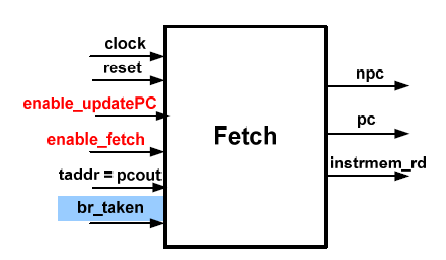 clock
reset
enable_updatePC
enable_fetch
taddr = pcout
br_taken
Fetch
npc
pc
instrmem_rd